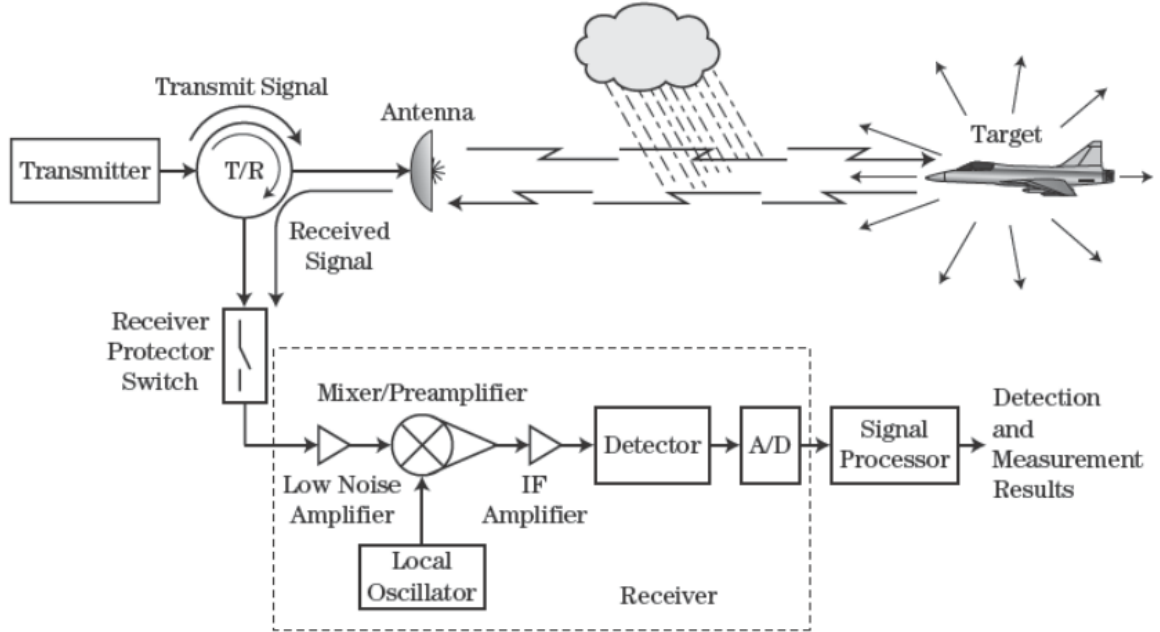 Transmit Signal
Antenna
Target
Transmitter
T/R
Received
Signal
Receiver
Protector
Switch
Mixer/Preamplifier
Detection
and
Measurement
Results
Detector
A/D
Signal
Processor
Low Noise
Amplifier
IF
Amplifier
Local
Oscillator
Receiver